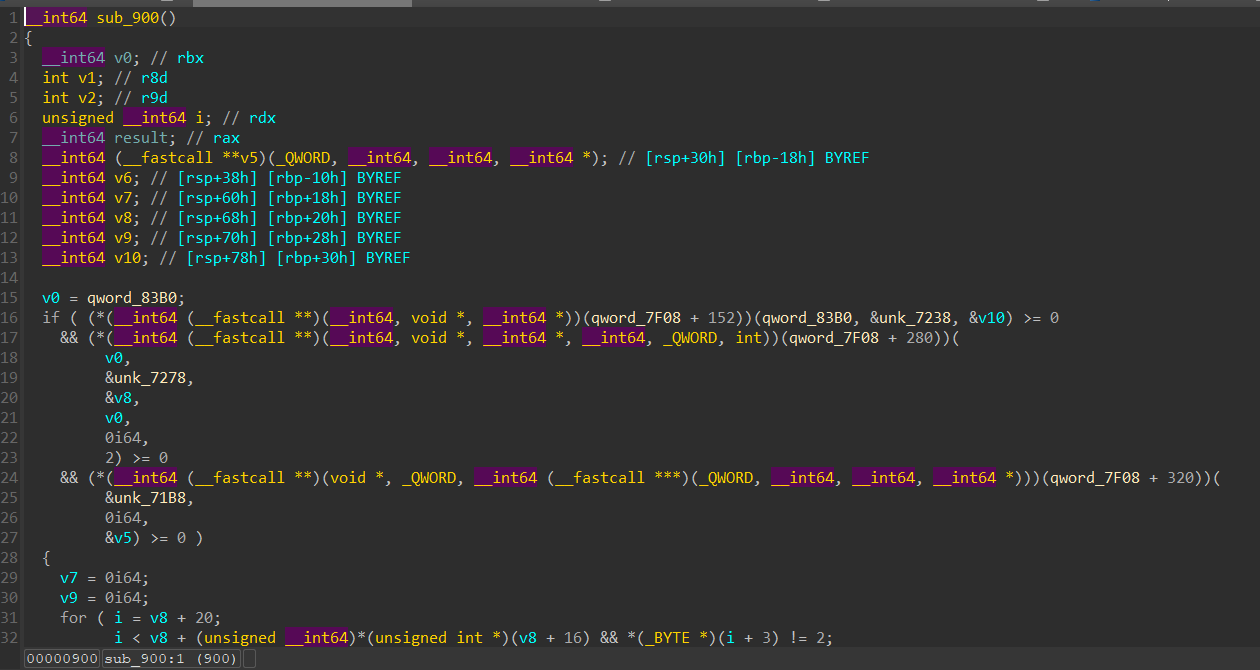 1 __int64 sub_900()
2 {
3 __int64 v0; // rbx
4 int v1; // r8d
5 int v2; // r9d
6 unsigned __int64 i; // rdx
7 __int64 result; // rax
8 __int64 (__fastcall **v5)(_QWORD, __int64, __int64, __int64 *); // [rsp+30h] [rbp-18h] BYREF
9 __int64 v6; // [rsp+38h] [rbp-10h] BYREF
10 __int64 v7; // [rsp+60h] [rbp+18h] BYREF
11 __int64 v8; // [rsp+68h] [rbp+20h] BYREF
12 __int64 v9; // [rsp+70h] [rbp+28h] BYREF
13 __int64 v10; // [rsp+78h] [rbp+30h] BYREF
14
15 v0 = qword_83B0;
16 if ( (*(__int64 (__fastcall **)(__int64, void *, __int64 *))(qword_7F08 + 152))(qword_83B0, &unk_7238, &v10) >= 0
17 && (*(__int64 (__fastcall **)(__int64, void *, __int64 *, __int64, _QWORD, int))(qword_7F08 + 280))(
18 v0,
19 &unk_7278,
20 &v8,
21 v0,
22 0i64,
23 2) >= 0
24 && (*(__int64 (__fastcall **)(void *, _QWORD, __int64 (__fastcall ***)(_QWORD, __int64, __int64, __int64 *)))(qword_7F08 + 320))(
25 &unk_71B8,
26 0i64,
27 &v5) >= 0 )
28 {
29 v7 = 0i64;
30 v9 = 0i64;
31 for ( i = v8 + 20;
32 i < v8 + (unsigned __int64)*(unsigned int *)(v8 + 16) && *(_BYTE *)(i + 3) != 2;
00000900 sub_900:1 (900)